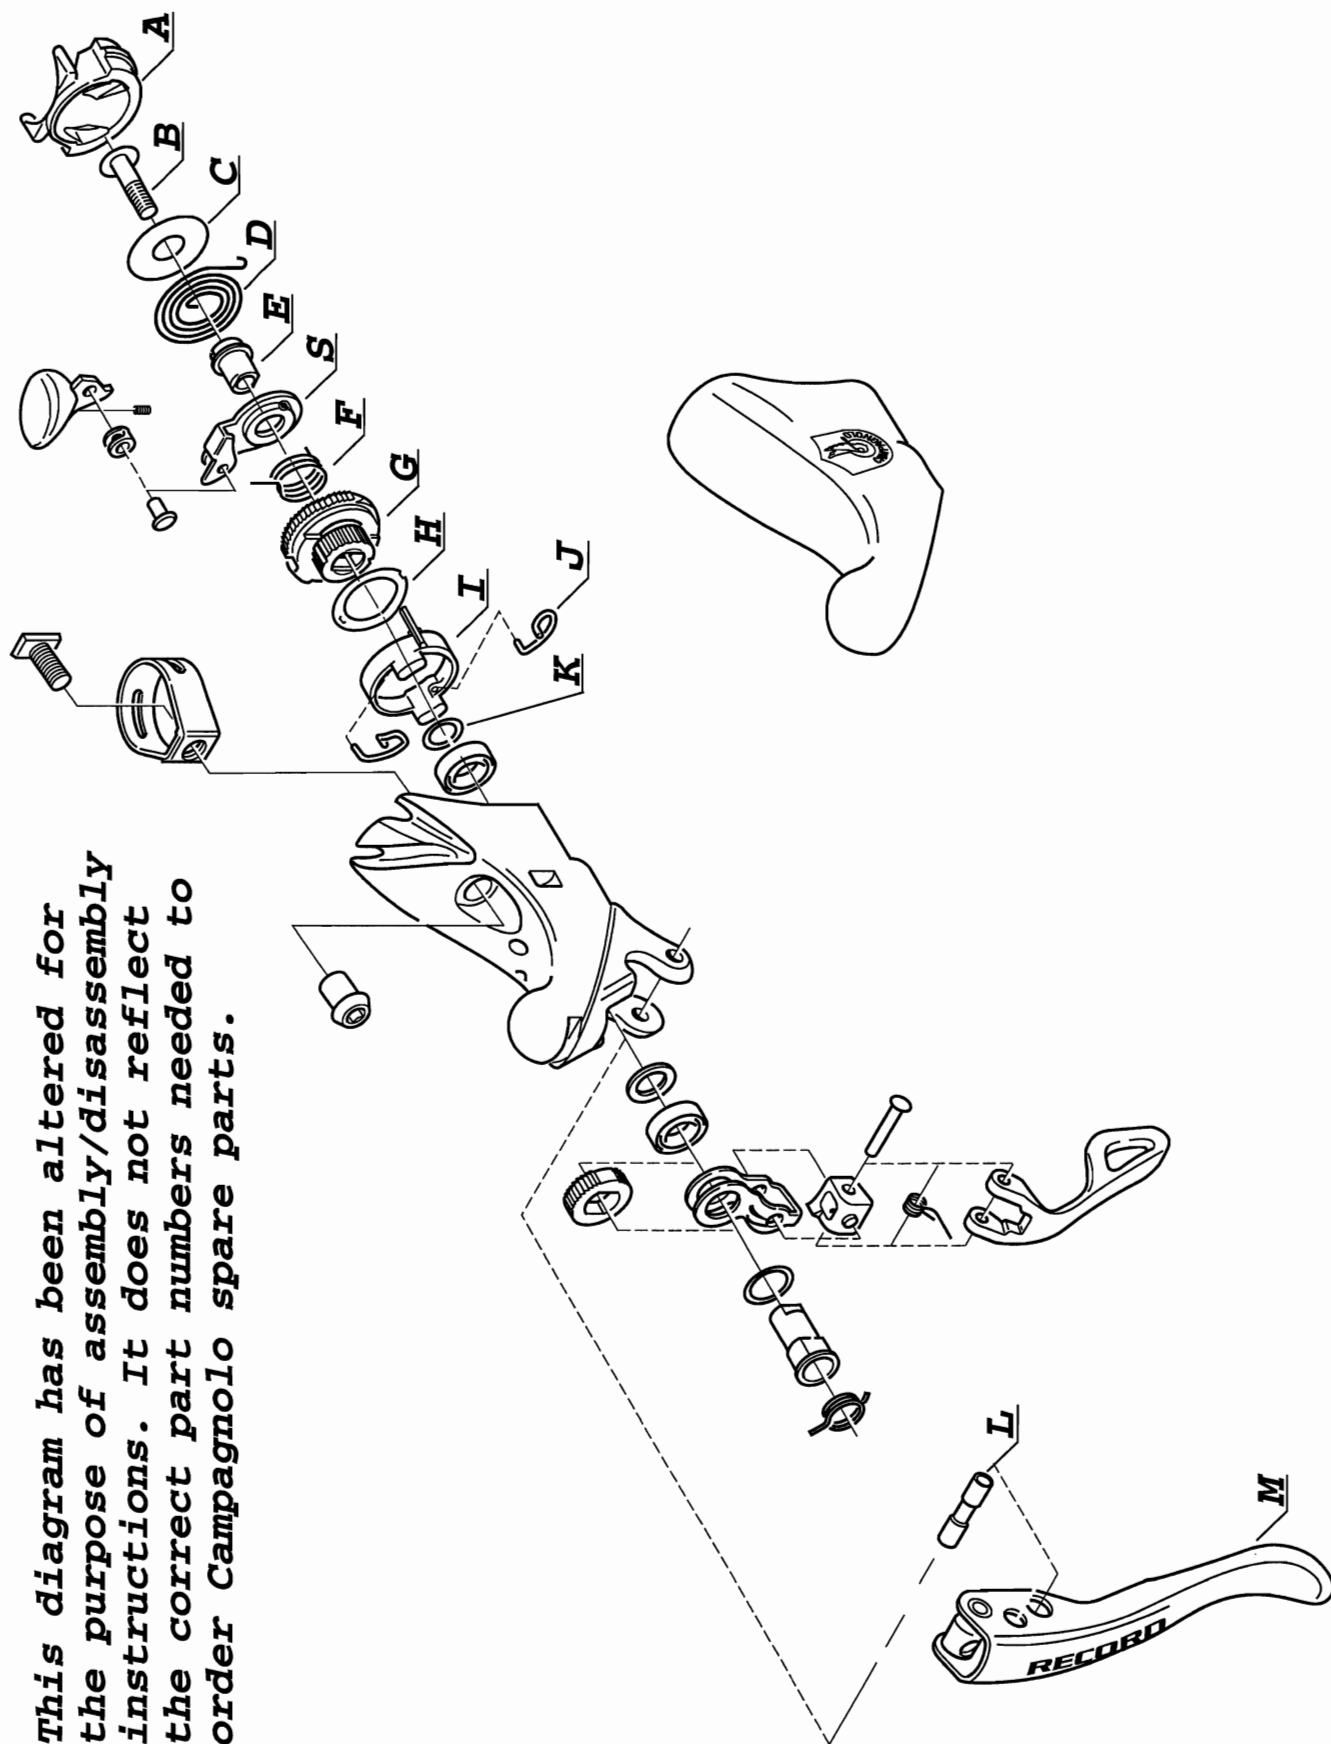 This diagram has been altered for
the purpose of assembly/disassembly
instructions. It does not reflect
the correct part numbers needed to
order Campagnolo spare parts.
A
B
C
D
E
S
F
G
H
I
J
K
L
M
RECORD
CAMPAGNOLO